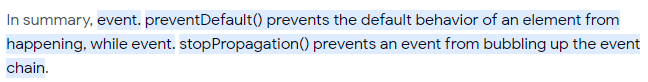 In summary, event. preventDefault() prevents the default behavior of an element from
happening, while event. stopPropagation() prevents an event from bubbling up the event
chain.